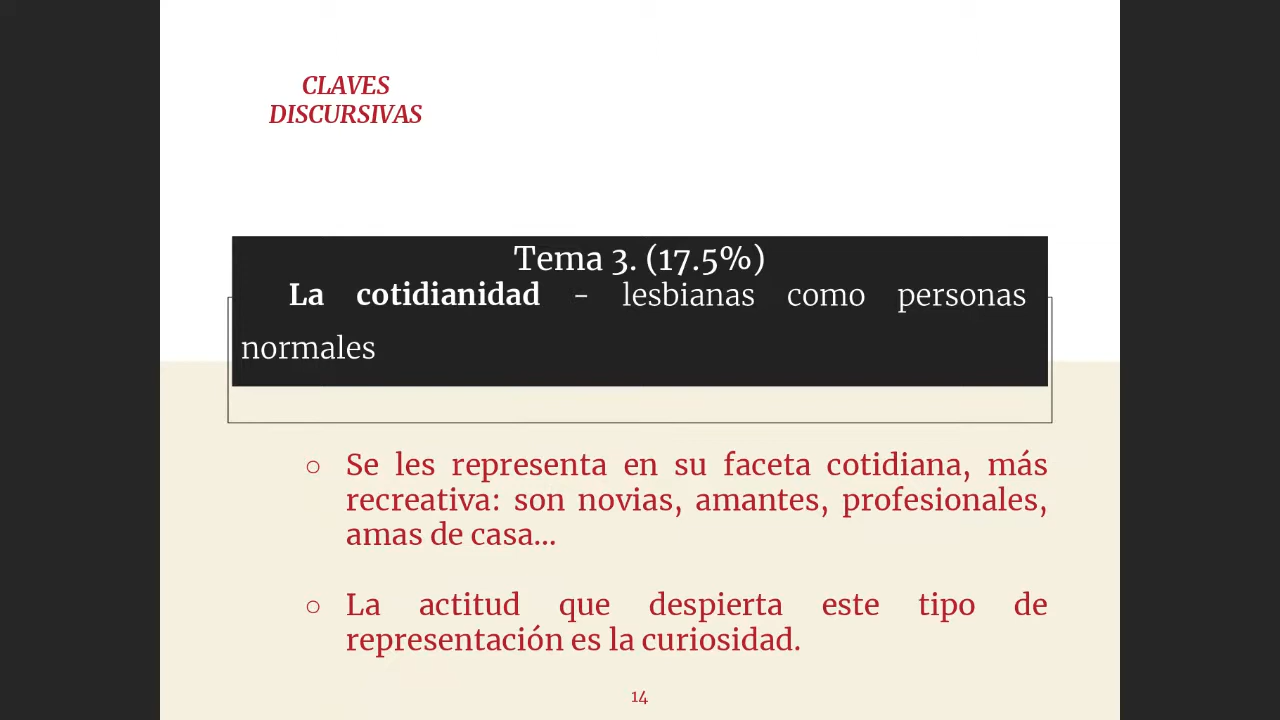 CLAVES
DISCURSIVAS
Tema 3. (17.5%)
La cotidianidad - lesbianas como personas
normales
○ Se les representa en su faceta cotidiana, más
recreativa: son novias, amantes, profesionales,
amas de casa...
○ La actitud que despierta este tipo de
representación es la curiosidad.
14